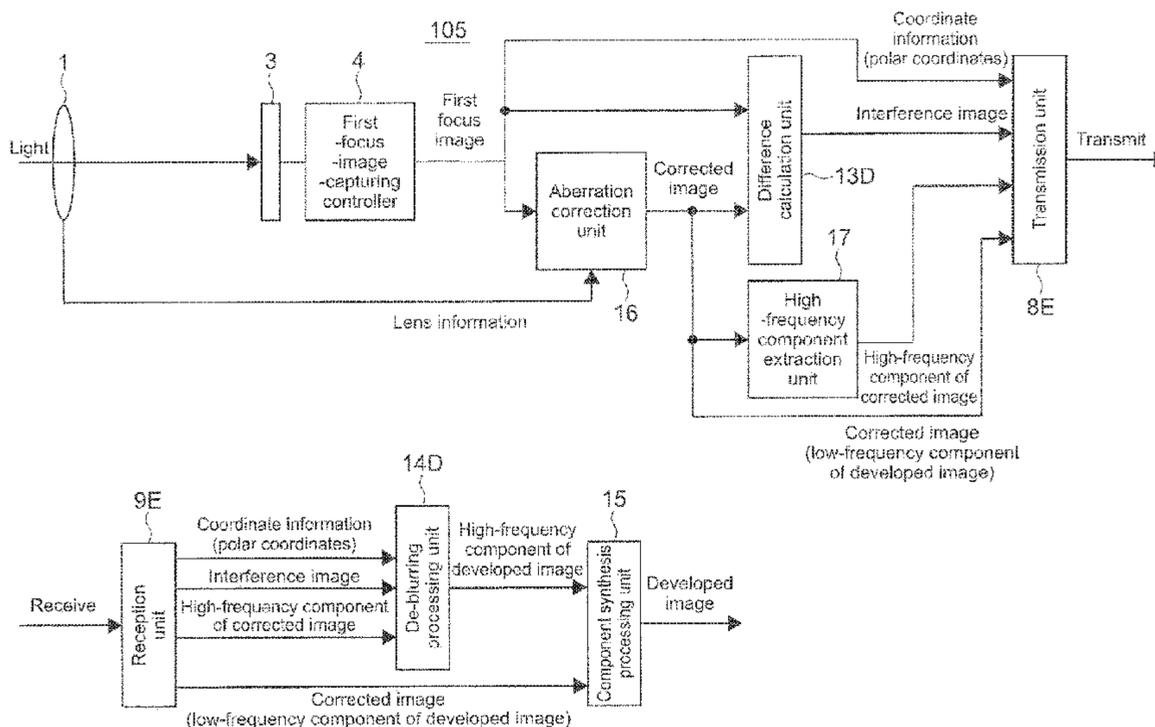 105
1
3
4
Light
First
-focus
-image
-capturing
controller
First
focus
image
Aberration
correction
unit
16
Lens information
Corrected
image
Difference
calculation unit
13D
Coordinate
information
(polar coordinates)
Interference image
Transmission unit
8E
Transmit
17
High
-frequency
component
extraction
unit
High-frequency
component of
corrected image
Corrected image
(low-frequency component
of developed image)
9E
Receive
Reception
unit
Coordinate information
(polar coordinates)
Interference image
High-frequency component
of corrected image
Corrected image
(low-frequency component of developed image)
14D
De-blurring
processing unit
High-frequency
component of
developed image
15
Component synthesis
processing unit
Developed
image